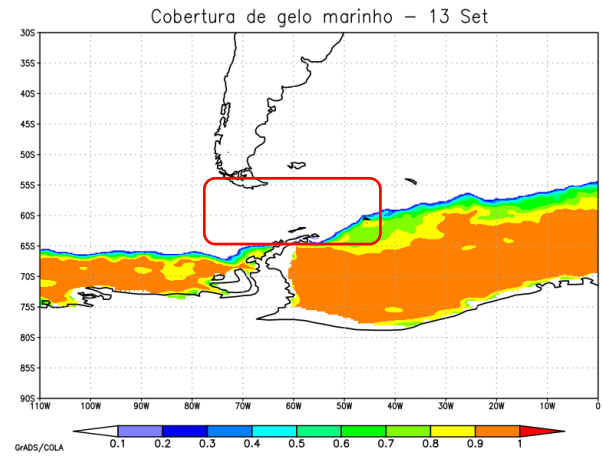 Cobertura de gelo marinho - 13 Set
30S
35S
40S
45S
50S
55S
60S
65S
70S
75S
80S
85S
90S
110W 100W 90W 80W 70W 60W 50W 40W 30W 20W 10W 0
0.1 0.2 0.3 0.4 0.5 0.6 0.7 0.8 0.9 1
GrADS/COLA